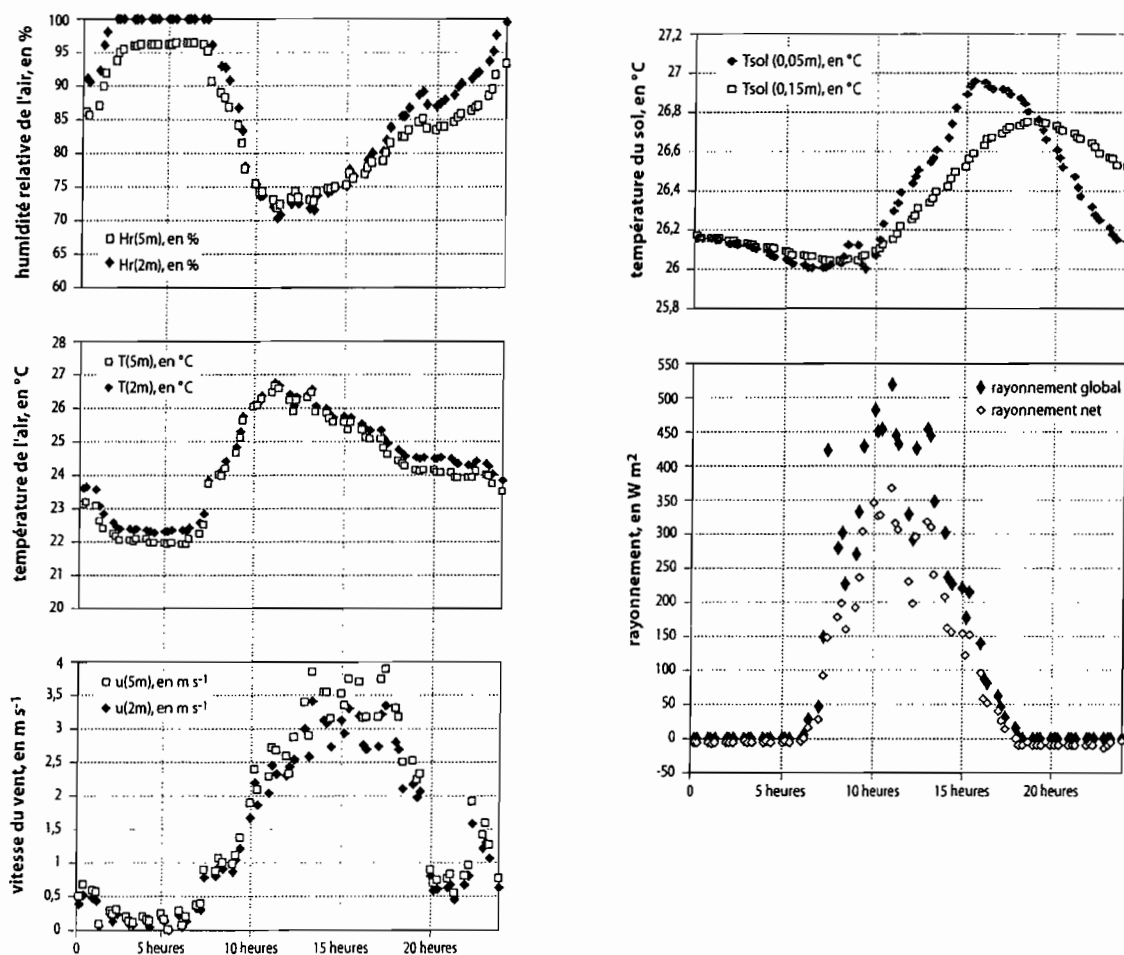 humidité relative de l'air, en %
100
95
90
85
80
75
70
65
60
Hr(5m), en %
Hr(2m), en %
température de l'air, en °C
28
27
26
25
24
23
22
21
20
T(5m), en °C
T(2m), en °C
vitesse du vent, en m s-1
4
3,5
3
2,5
2
1,5
1
0,5
0
u(5m), en m s-1
u(2m), en m s-1
0 5 heures 10 heures 15 heures 20 heures
température du sol, en °C
27,2
27
26,8
26,6
26,4
26,2
26
25,8
Tsol (0,05m), en °C
Tsol (0,15m), en °C
rayonnement, en W m2
550
500
450
400
350
300
250
200
150
100
50
0
-50
rayonnement global
rayonnement net
0 5 heures 10 heures 15 heures 20 heures